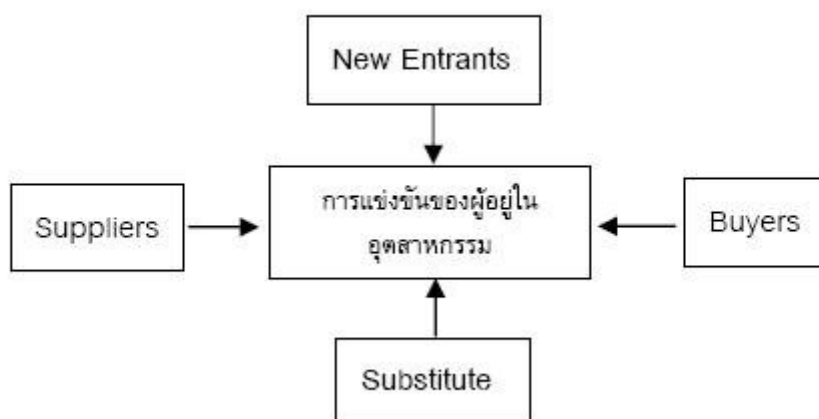 New Entrants
Suppliers
การแข่งขันของผู้อยู่ใน
อุตสาหกรรม
Buyers
Substitute